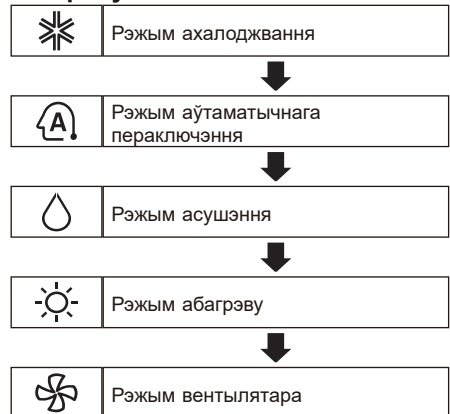 Рэжым ахалоджвання
A
Рэжым аўтаматычнага
пераключэння
Рэжым асушэння
Рэжым абагрэву
Рэжым вентылятара